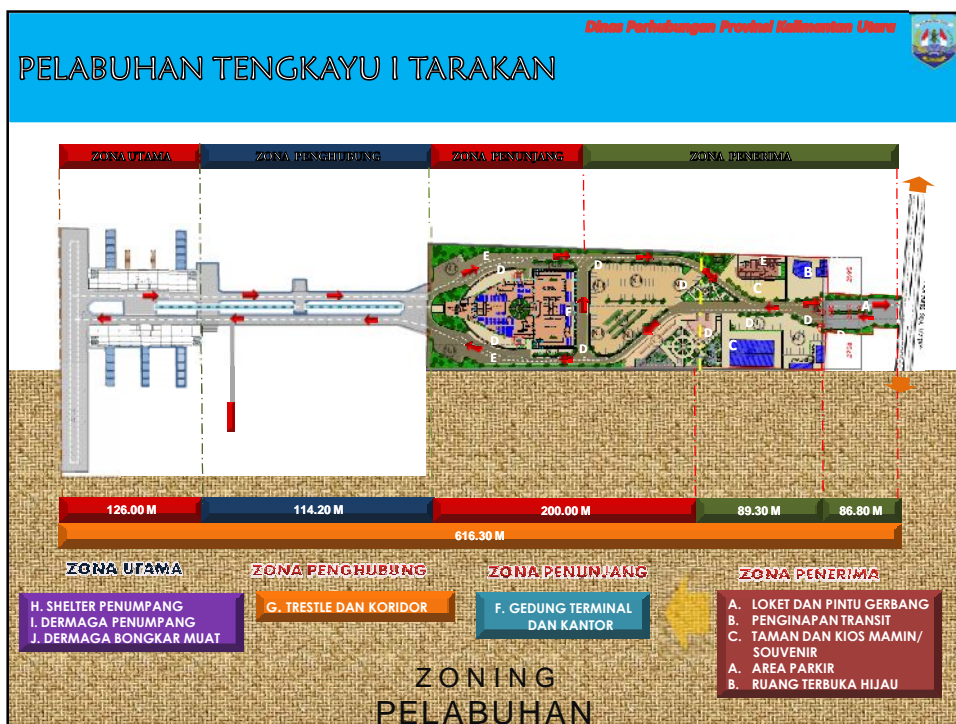 Dinas Perhubungan Provinsi Kalimantan Utara
PELABUHAN TENGKAYU I TARAKAN
ZONA UTAMA
ZONA PENGHUBUNG
ZONA PENUNJANG
ZONA PENERIMA
E
D
E
D
B
D
C
D
A
F
D
D
D
D
D
C
D
E
2095
2758
126.00 M
114.20 M
200.00 M
89.30 M
86.80 M
616.30 M
ZONA UTAMA
ZONA PENGHUBUNG
ZONA PENUNJANG
ZONA PENERIMA
H. SHELTER PENUMPANG
I. DERMAGA PENUMPANG
J. DERMAGA BONGKAR MUAT
G. TRESTLE DAN KORIDOR
F. GEDUNG TERMINAL
DAN KANTOR
A. LOKET DAN PINTU GERBANG
B. PENGINAPAN TRANSIT
C. TAMAN DAN KIOS MAMIN/
SOUVENIR
A. AREA PARKIR
B. RUANG TERBUKA HIJAU
ZONING
PELABUHAN